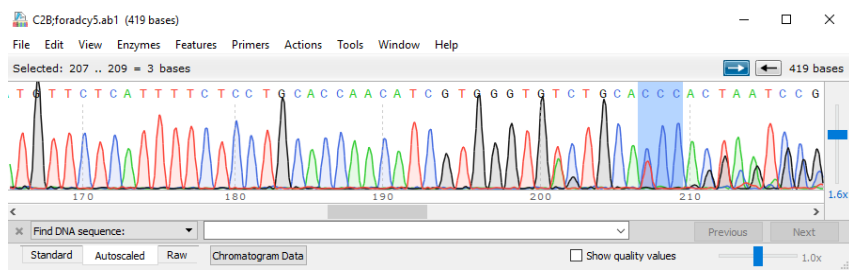 C2B;foradcy5.ab1 (419 bases)
File Edit View Enzymes Features Primers Actions Tools Window Help
Selected: 207 .. 209 = 3 bases 419 bases
T G T T C T C A T T T T C T C C T G C A C C A A C A T C G T G G G T G T C T G C A C C C A C T A A T C C G
170 180 190 200 210
1.6x
Find DNA sequence: Previous Next
Standard Autoscaled Raw Chromatogram Data Show quality values 1.0x